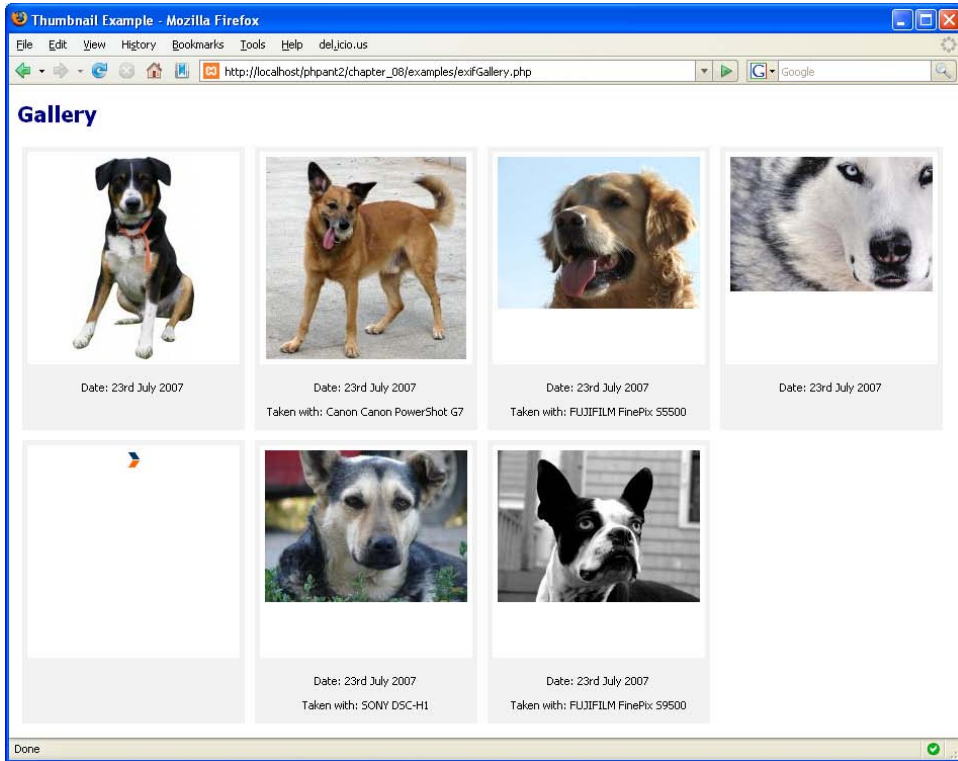 Thumbnail Example - Mozilla Firefox
File Edit View History Bookmarks Tools Help del.icio.us
http://localhost/phpant2/chapter_08/examples/exifGallery.php
G Google
Gallery
Date: 23rd July 2007
Date: 23rd July 2007
Taken with: Canon Canon PowerShot G7
Date: 23rd July 2007
Taken with: FUJIFILM FinePix S5500
Date: 23rd July 2007
Date: 23rd July 2007
Taken with: SONY DSC-H1
Date: 23rd July 2007
Taken with: FUJIFILM FinePix S9500
Done